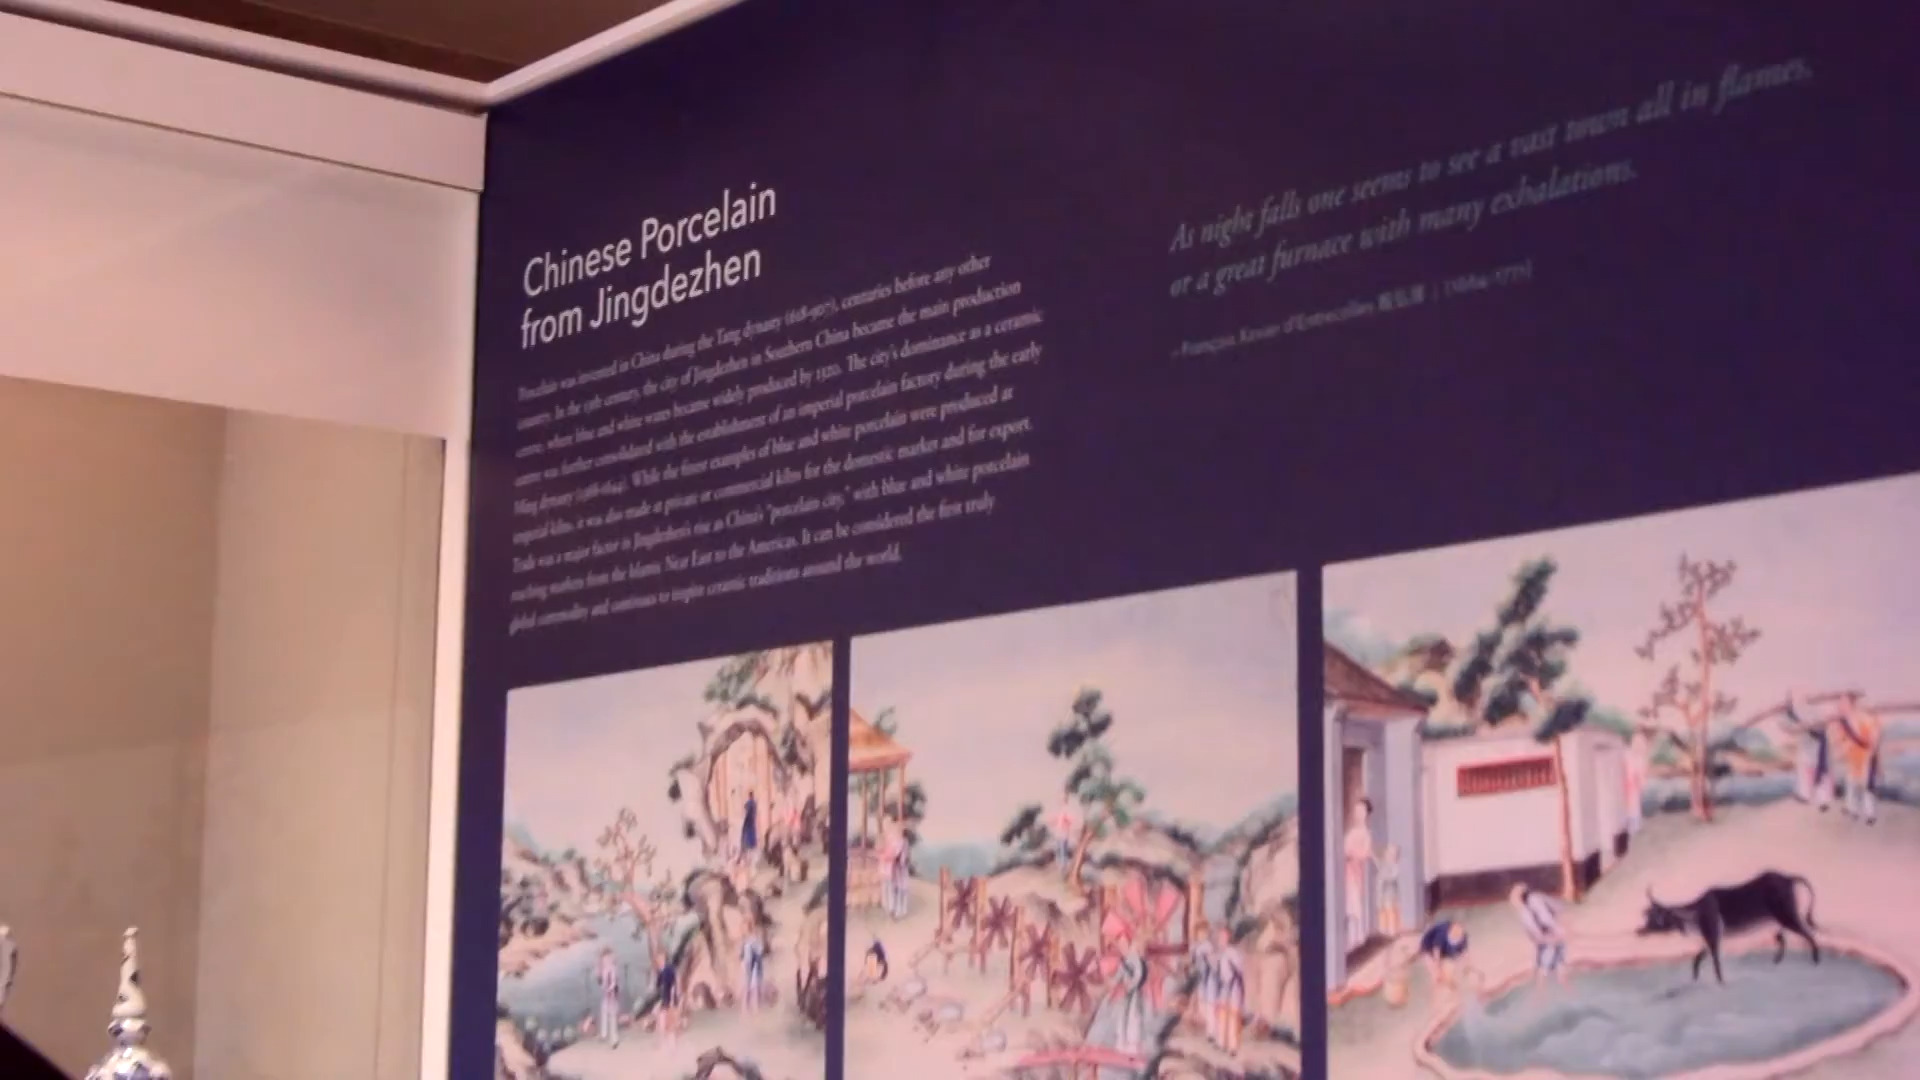 Chinese Porcelain
from Jingdezhen
Porcelain was invented in China during the Tang dynasty (618-907), centuries before any other
country. In the 13th century, the city of Jingdezhen in Southern China became the main production
centre, where blue and white wares became widely produced by 1320. The city's dominance as a ceramic
centre was further consolidated with the establishment of an imperial porcelain factory during the early
Ming dynasty (1368-1644). While the finest examples of blue and white porcelain were produced at
imperial kilns, it was also made at private or commercial kilns for the domestic market and for export.
Trade was a major factor in Jingdezhen's rise as China's "porcelain city," with blue and white porcelain
reaching markets from the Islamic Near East to the Americas. It can be considered the first truly
global commodity and continues to inspire ceramic traditions around the world.
As night falls one seems to see a vast town all in flames,
or a great furnace with many exhalations.
–François Xavier d'Entrecolles